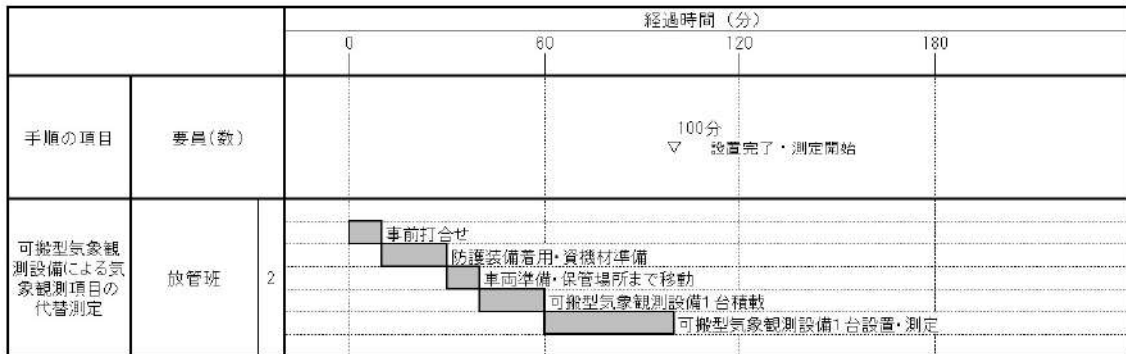 経過時間（分）
0 60 120 180
手順の項目 要員(数)
100分
▽ 設置完了・測定開始
可搬型気象観
測設備による気
象観測項目の
代替測定
放管班 2
事前打合せ
防護装備着用・資機材準備
車両準備・保管場所まで移動
可搬型気象観測設備1台積載
可搬型気象観測設備1台設置・測定